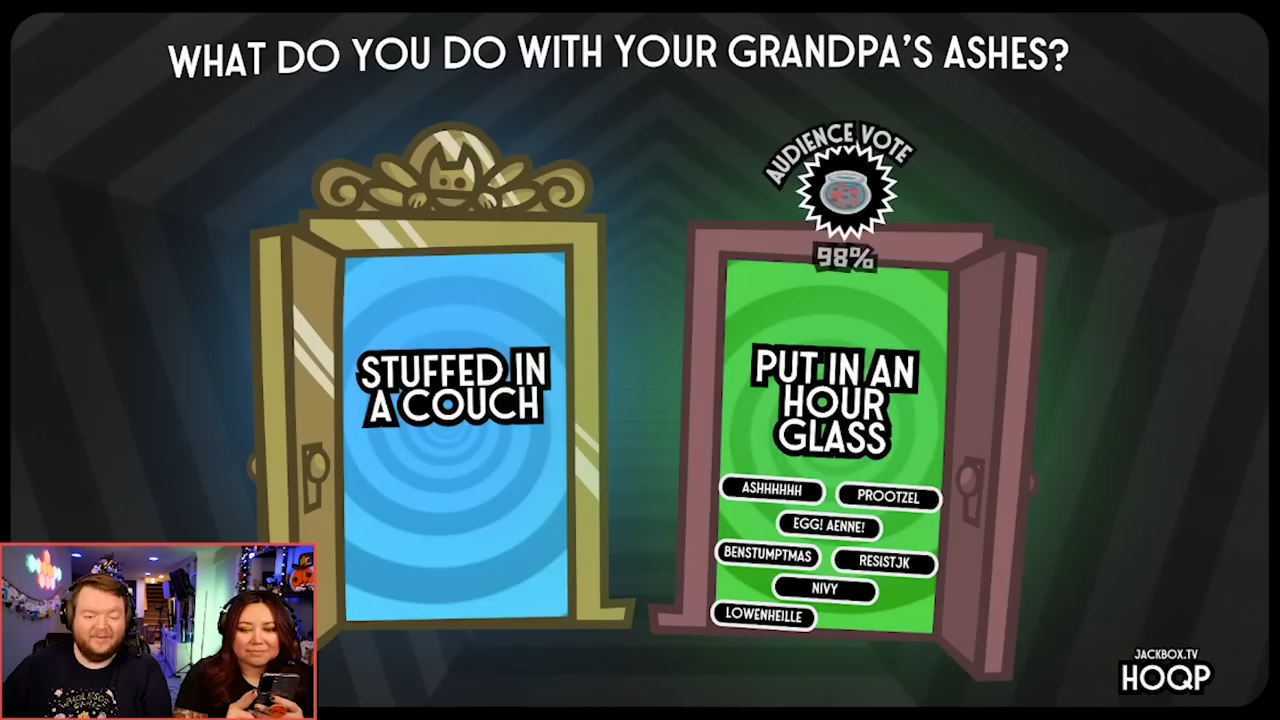 WHAT DO YOU DO WITH YOUR GRANDPA'S ASHES?
AUDIENCE VOTE
98%
STUFFED IN
A COUCH
PUT IN AN
HOUR
GLASS
ASHHHHHH
PROOTZEL
EGG! AENNE!
BENSTUMPTMAS
RESISTJK
NIVY
LOWENHEILLE
JACKBOX.TV
HOQP